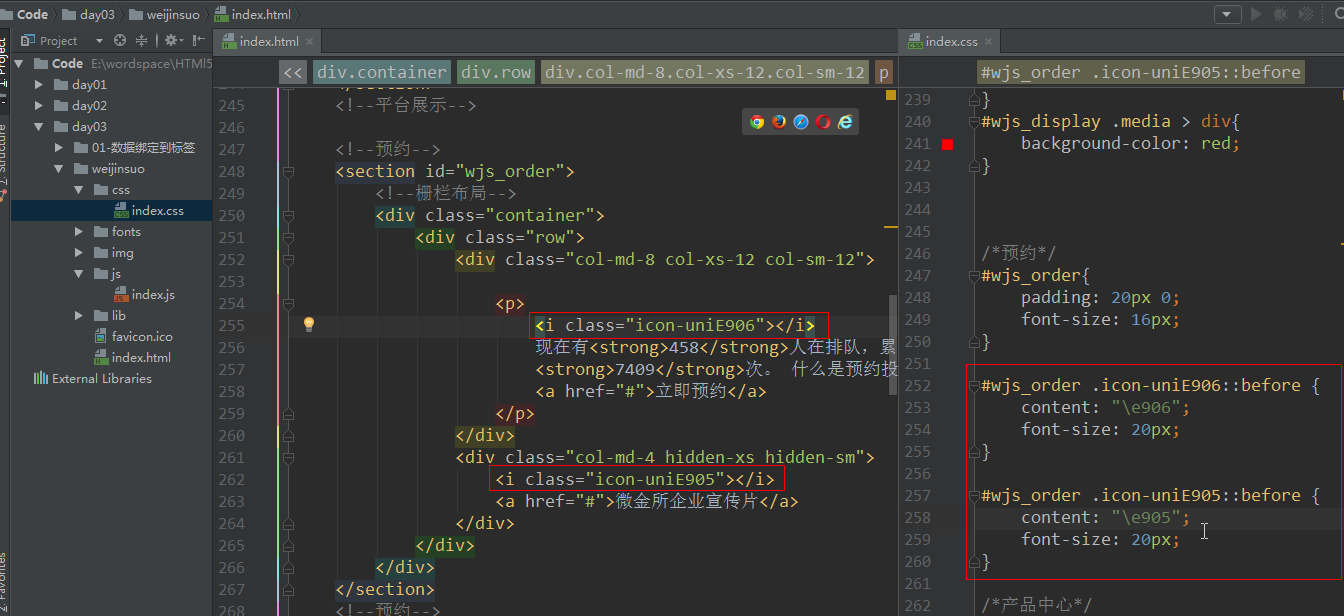 Code day03 weijinsuo index.html
Project
index.html
index.css
1: Project
Code E:\wordspace\HTMl5
day01
day02
day03
01-数据绑定到标签
weijinsuo
css
index.css
fonts
img
js
index.js
lib
favicon.ico
index.html
External Libraries
Z: Structure
2: Favorites
<< div.container div.row div.col-md-8.col-xs-12.col-sm-12 p
245 <!--平台展示-->
246
247 <!--预约-->
248 <section id="wjs_order">
249 <!--栅栏布局-->
250 <div class="container">
251 <div class="row">
252 <div class="col-md-8 col-xs-12 col-sm-12">
253
254 <p>
255 <i class="icon-uniE906"></i>
256 现在有<strong>458</strong>人在排队，累
257 <strong>7409</strong>次。 什么是预约投
258 <a href="#">立即预约</a>
259 </p>
260 </div>
261 <div class="col-md-4 hidden-xs hidden-sm">
262 <i class="icon-uniE905"></i>
263 <a href="#">微金所企业宣传片</a>
264 </div>
265 </div>
266 </div>
267 </section>
268 <!--预约-->
#wjs_order .icon-uniE905::before
239 }
240 #wjs_display .media > div{
241 background-color: red;
242 }
243
244
245
246 /*预约*/
247 #wjs_order{
248 padding: 20px 0;
249 font-size: 16px;
250 }
251
252 #wjs_order .icon-uniE906::before {
253 content: "\e906";
254 font-size: 20px;
255 }
256
257 #wjs_order .icon-uniE905::before {
258 content: "\e905";
259 font-size: 20px;
260 }
261
262 /*产品中心*/